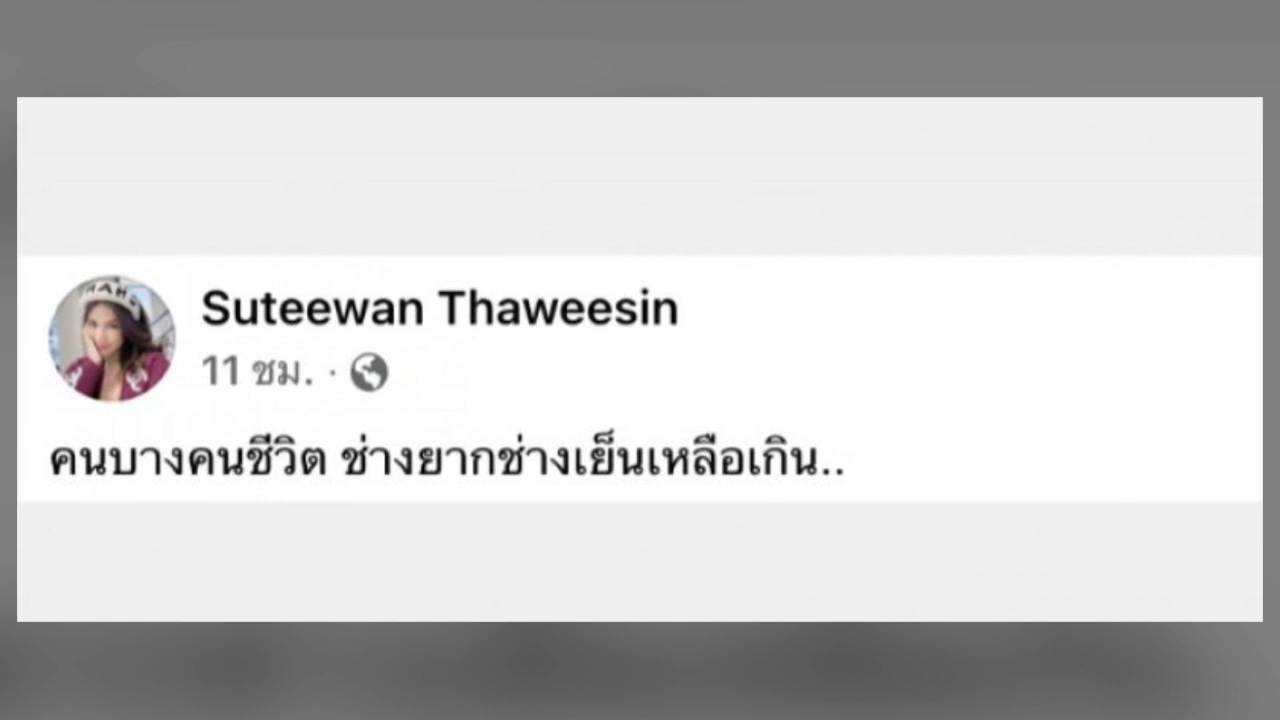 Suteewan Thaweesin
11 ชม. ·
คนบางคนชีวิต ช่างยากช่างเย็นเหลือเกิน..